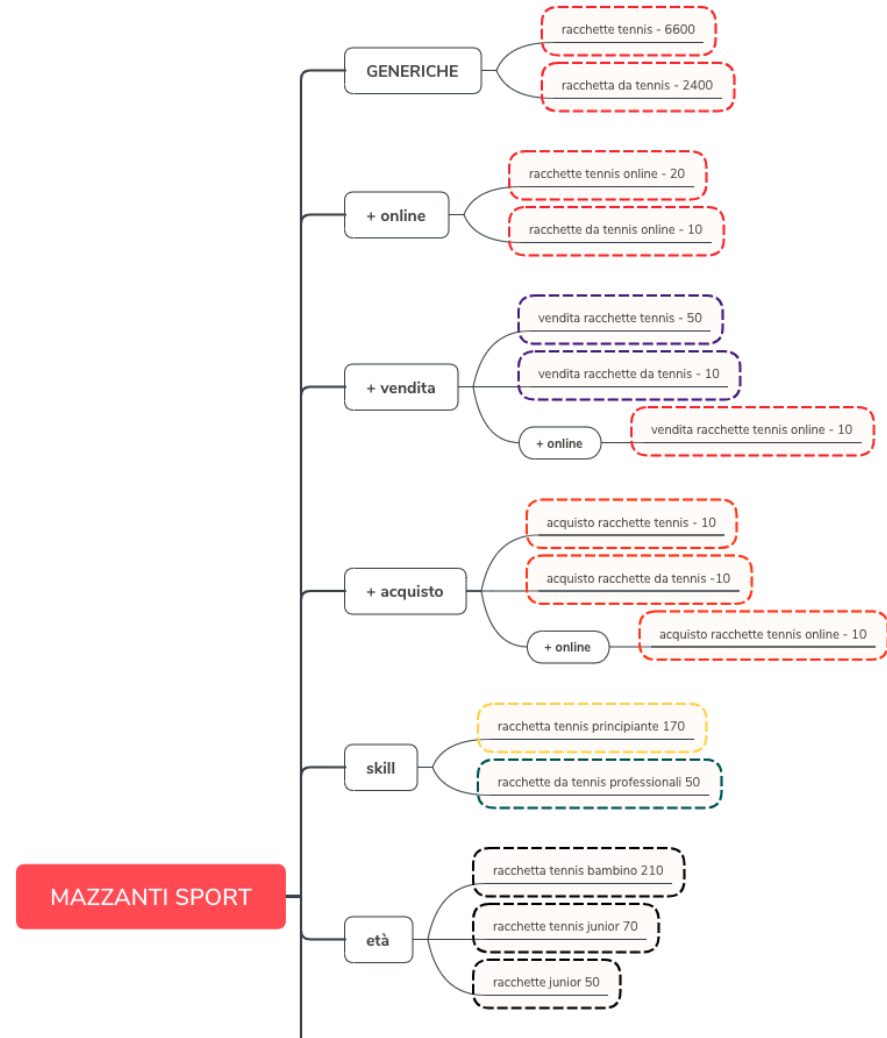 GENERICHE
racchette tennis - 6600
racchetta da tennis - 2400
+ online
racchette tennis online - 20
racchette da tennis online - 10
+ vendita
vendita racchette tennis - 50
vendita racchette da tennis - 10
+ online
vendita racchette tennis online - 10
+ acquisto
acquisto racchette tennis - 10
acquisto racchette da tennis -10
+ online
acquisto racchette tennis online - 10
skill
racchetta tennis principiante 170
racchette da tennis professionali 50
MAZZANTI SPORT
età
racchetta tennis bambino 210
racchette tennis junior 70
racchette junior 50